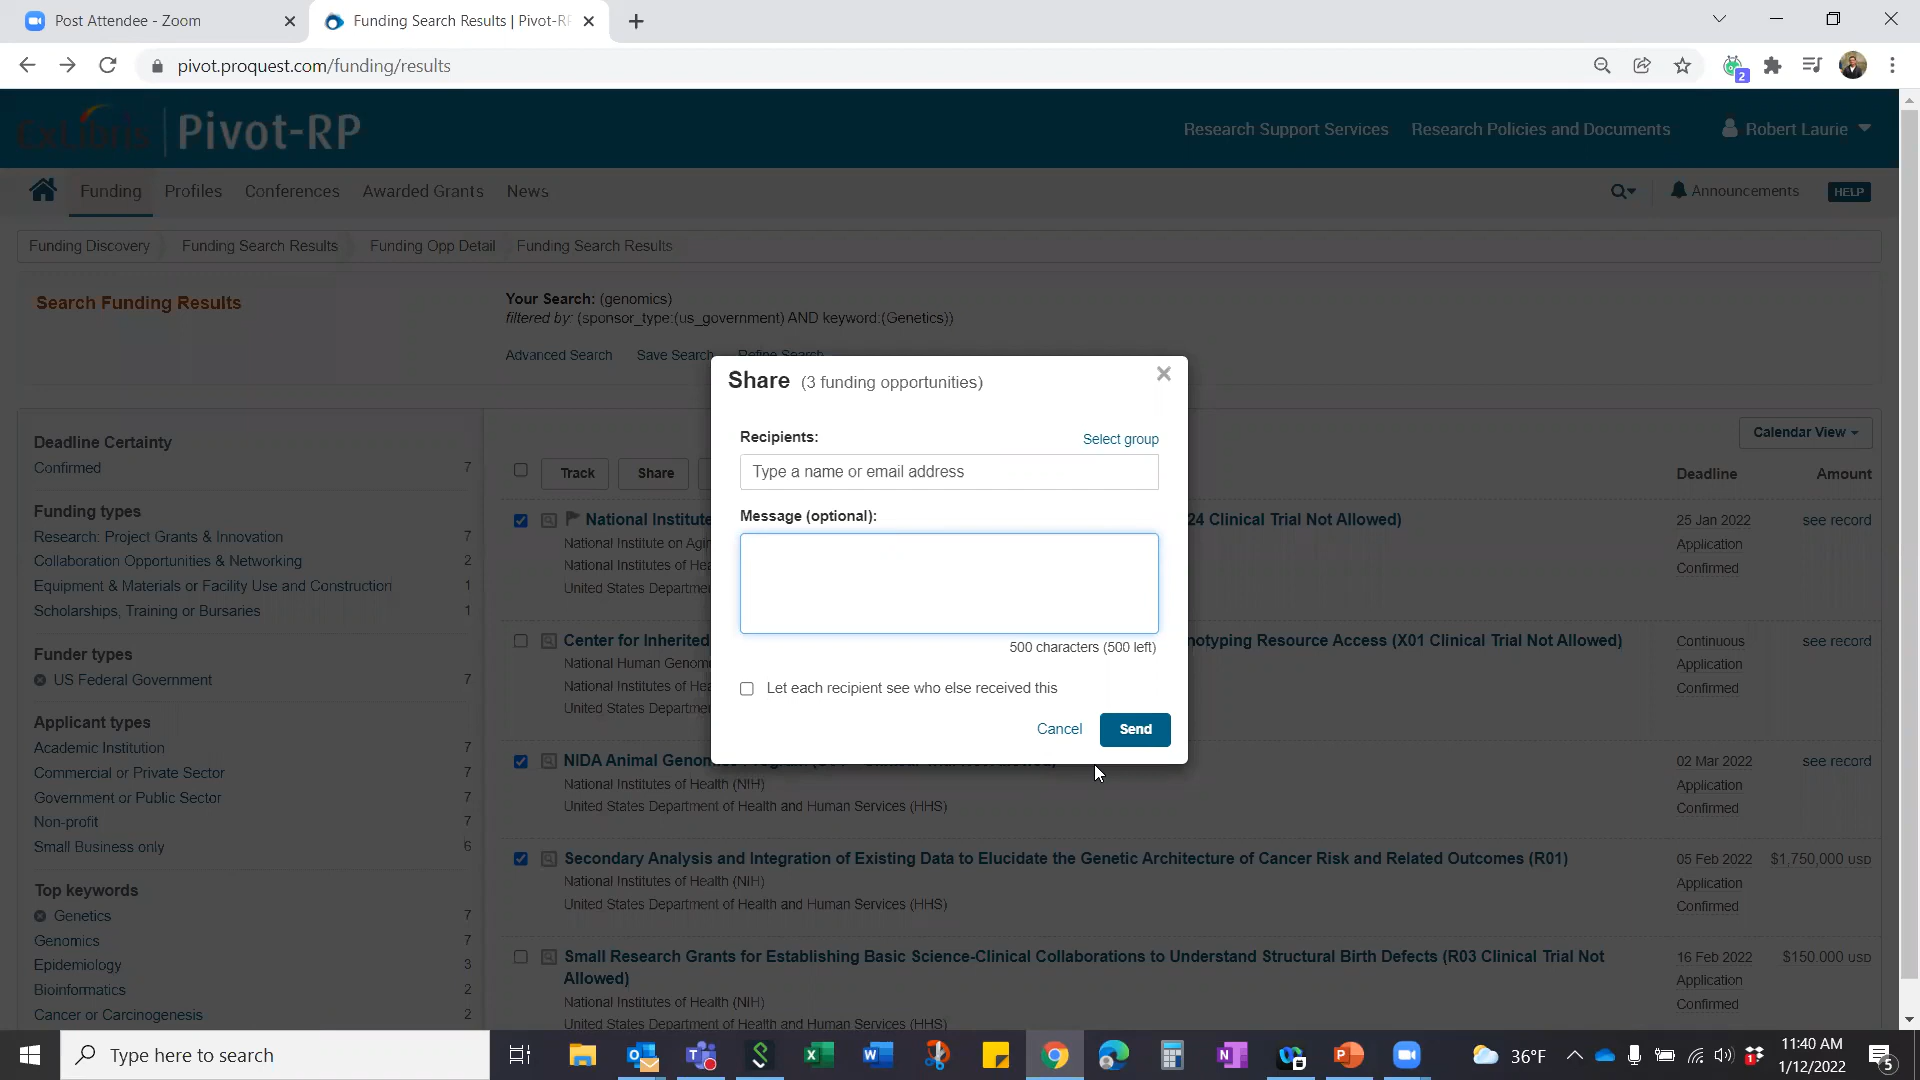 Post Attendee - Zoom
Funding Search Results | Pivot-RP
pivot.proquest.com/funding/results
2
ExLibris Pivot-RP
Research Support Services
Research Policies and Documents
Robert Laurie
Funding
Profiles
Conferences
Awarded Grants
News
Announcements
HELP
Funding Discovery
Funding Search Results
Funding Opp Detail
Funding Search Results
Search Funding Results
Your Search: (genomics)
filtered by: (sponsor_type:(us_government) AND keyword:(Genetics))
Advanced Search
Save Search
Refine Search
Share (3 funding opportunities)
Recipients:
Select group
Type a name or email address
Message (optional):
500 characters (500 left)
Let each recipient see who else received this
Cancel
Send
Deadline Certainty
Confirmed 7
Funding types
Research: Project Grants & Innovation 7
Collaboration Opportunities & Networking 2
Equipment & Materials or Facility Use and Construction 1
Scholarships, Training or Bursaries 1
Funder types
US Federal Government 7
Applicant types
Academic Institution 7
Commercial or Private Sector 7
Government or Public Sector 7
Non-profit 7
Small Business only 6
Top keywords
Genetics 7
Genomics 7
Epidemiology 3
Bioinformatics 2
Cancer or Carcinogenesis 2
Calendar View
Track
Share
Deadline
Amount
National Institute
24 Clinical Trial Not Allowed)
National Institute on Agin
National Institutes of Hea
United States Departme
25 Jan 2022
Application
Confirmed
see record
Center for Inherited
notyping Resource Access (X01 Clinical Trial Not Allowed)
National Human Genom
National Institutes of Hea
United States Departme
Continuous
Application
Confirmed
see record
NIDA Animal Genom
National Institutes of Health (NIH)
United States Department of Health and Human Services (HHS)
02 Mar 2022
Application
Confirmed
see record
Secondary Analysis and Integration of Existing Data to Elucidate the Genetic Architecture of Cancer Risk and Related Outcomes (R01)
National Institutes of Health (NIH)
United States Department of Health and Human Services (HHS)
05 Feb 2022
Application
Confirmed
$1,750,000 USD
Small Research Grants for Establishing Basic Science-Clinical Collaborations to Understand Structural Birth Defects (R03 Clinical Trial Not
Allowed)
National Institutes of Health (NIH)
United States Department of Health and Human Services (HHS)
16 Feb 2022
Application
Confirmed
$150,000 USD
Type here to search
36°F
11:40 AM
1/12/2022
5